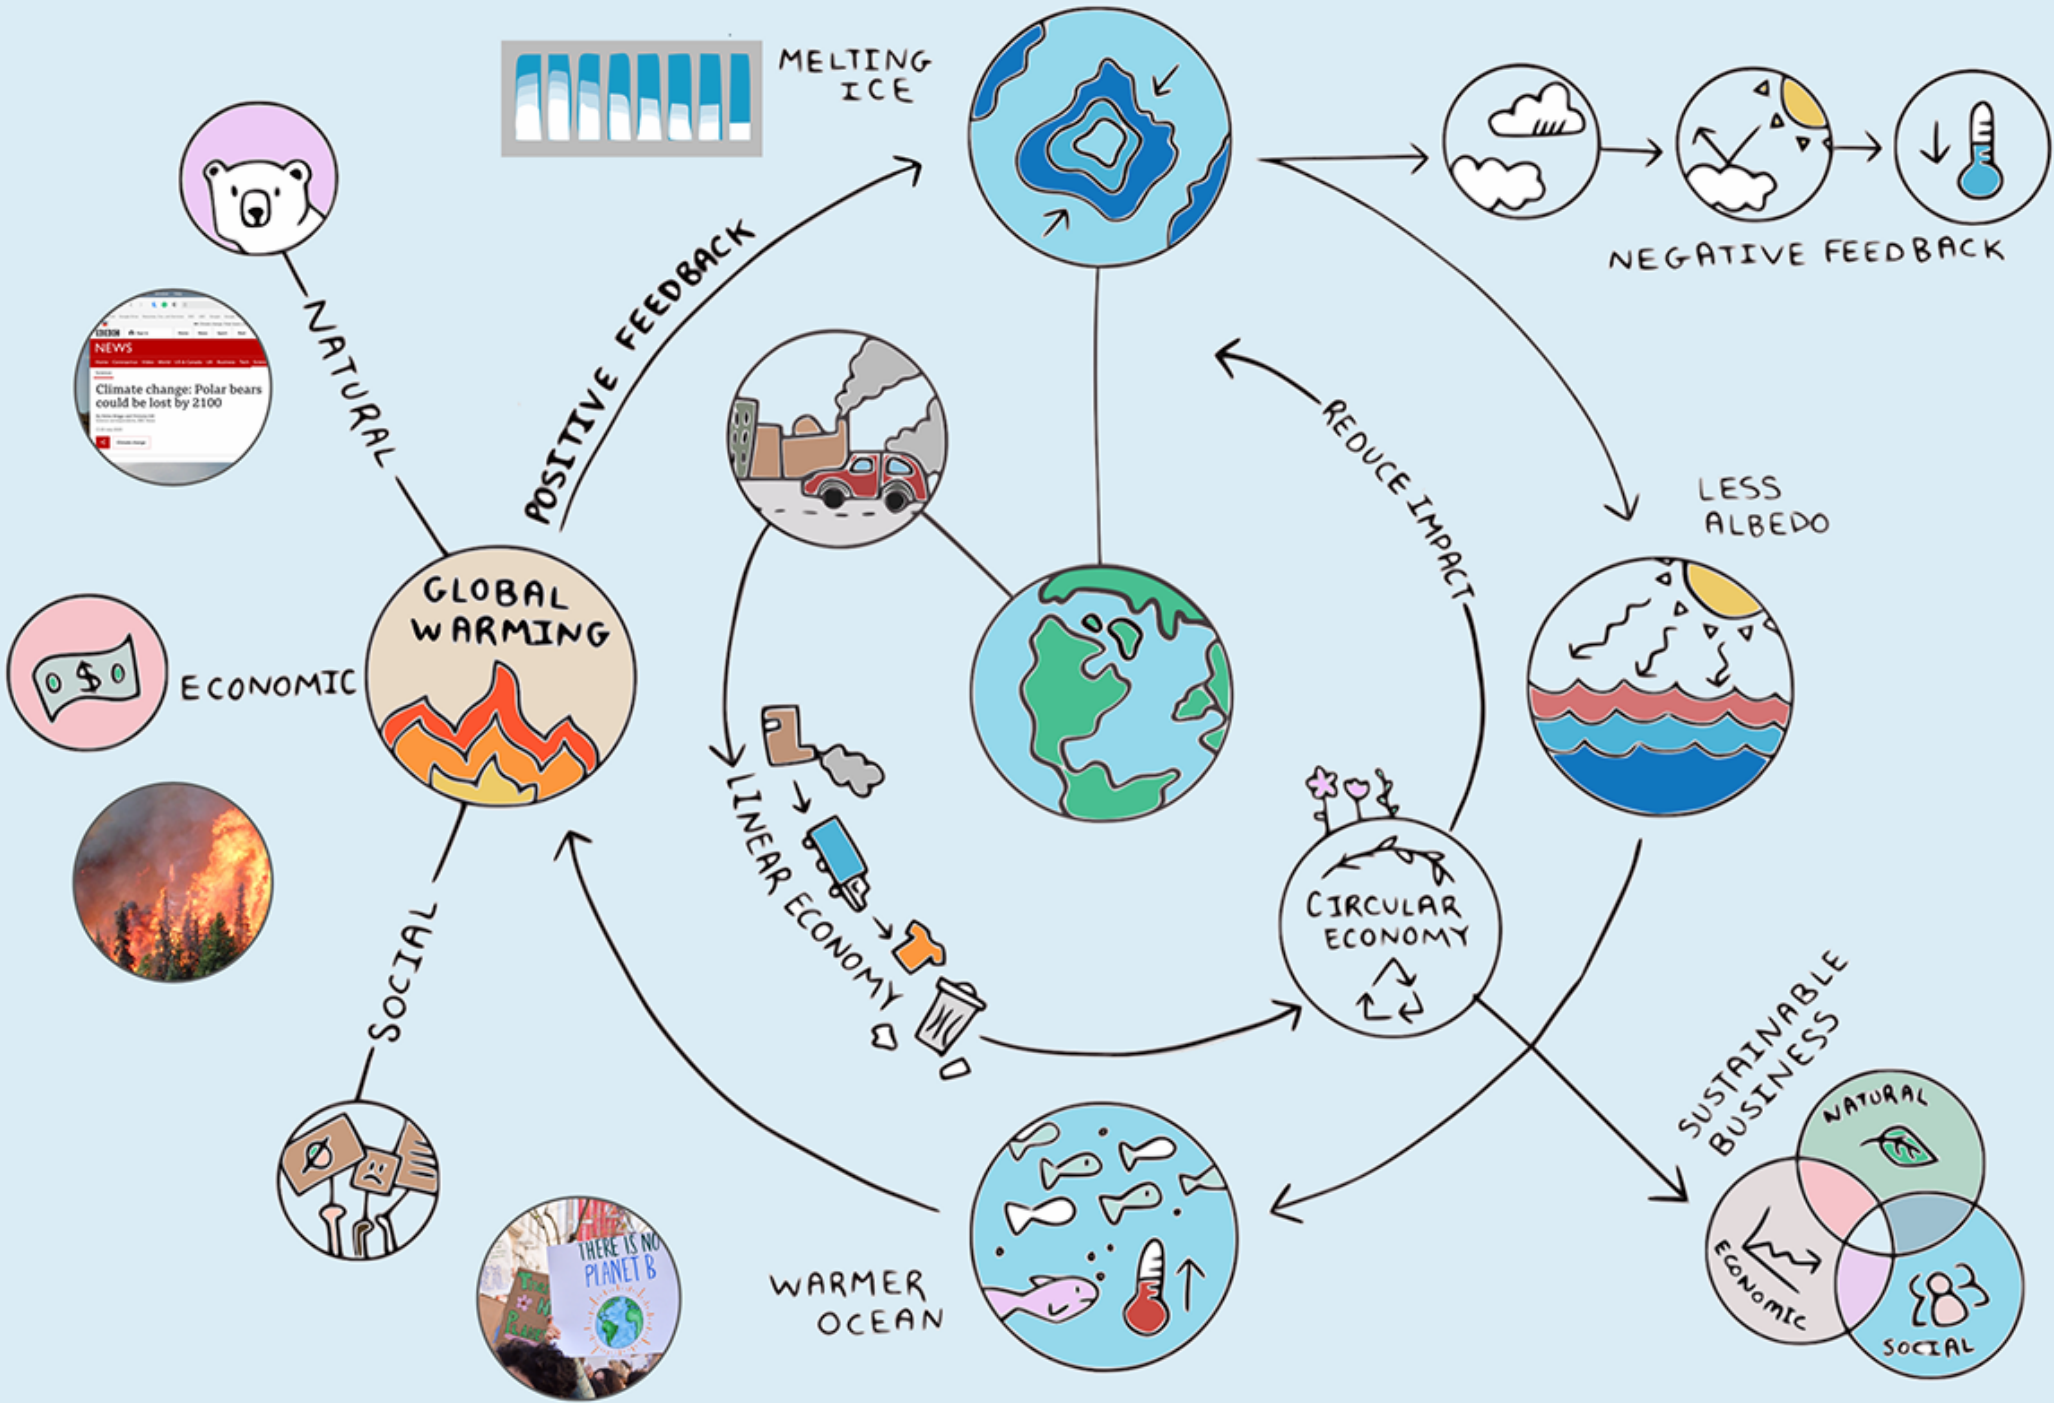 MELTING
ICE
NEGATIVE FEEDBACK
POSITIVE FEEDBACK
NATURAL
NEWS
Climate change: Polar bears
could be lost by 2100
Climate change
REDUCE IMPACT
LESS
ALBEDO
GLOBAL
WARMING
ECONOMIC
$
LINEAR ECONOMY
CIRCULAR
ECONOMY
SOCIAL
SUSTAINABLE
BUSINESS
NATURAL
ECONOMIC
SOCIAL
THERE IS NO
PLANET B
WARMER
OCEAN